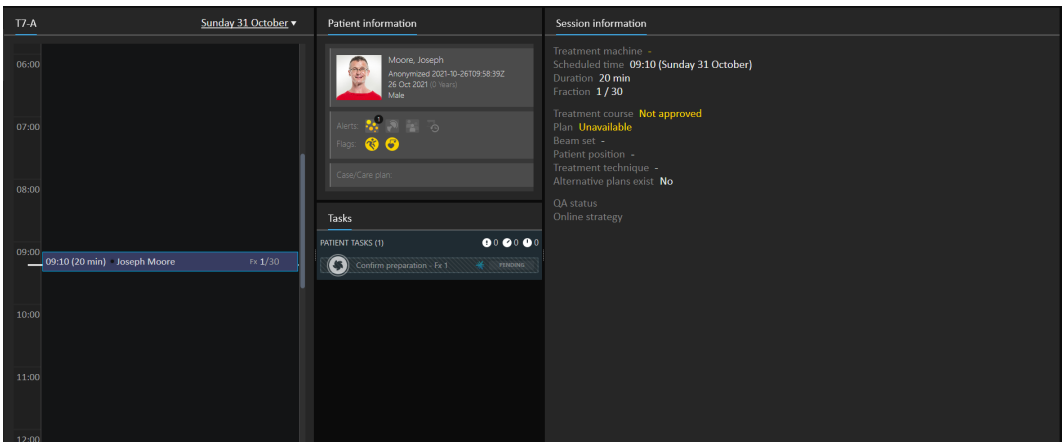 T7-A
Sunday 31 October ▾
06:00
07:00
08:00
09:00
09:10 (20 min) Joseph Moore Fx 1/30
10:00
11:00
12:00
Patient information
Moore, Joseph
Anonymized 2021-10-26T09:58:39Z
26 Oct 2021 (0 Years)
Male
Alerts: 1
Flags:
Case/Care plan:
Tasks
PATIENT TASKS (1) 0 0 0
Confirm preparation - Fx 1 PENDING
Session information
Treatment machine -
Scheduled time 09:10 (Sunday 31 October)
Duration 20 min
Fraction 1 / 30
Treatment course Not approved
Plan Unavailable
Beam set -
Patient position -
Treatment technique -
Alternative plans exist No
QA status
Online strategy